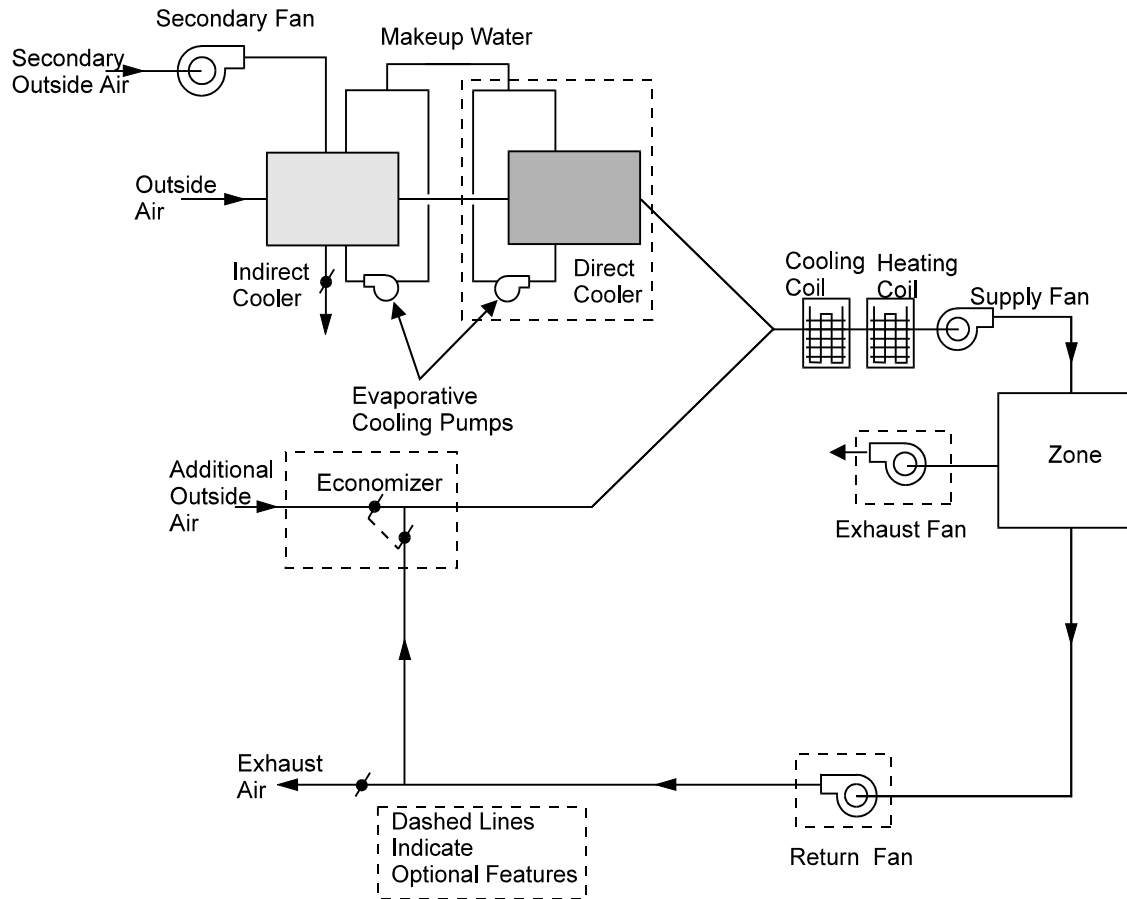 Secondary Fan
Makeup Water
Secondary
Outside Air
Outside
Air
Indirect
Cooler
Direct
Cooler
Cooling
Coil
Heating
Coil
Supply Fan
Evaporative
Cooling Pumps
Additional
Outside
Air
Economizer
Zone
Exhaust Fan
Exhaust
Air
Dashed Lines
Indicate
Optional Features
Return Fan